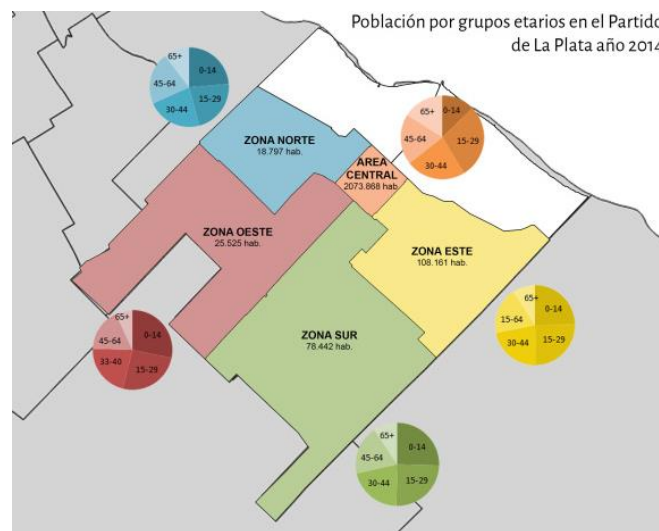 Población por grupos etarios en el Partido
de La Plata año 2014
65+
0-14
45-64
15-29
30-44
65+
0-14
45-64
15-29
30-44
ZONA NORTE
18.797 hab.
AREA
CENTRAL
2073.868 hab
ZONA OESTE
25.525 hab.
ZONA ESTE
108.161 hab.
65+
0-14
15-64
15-29
30-44
65+
0-14
45-64
33-40
15-29
ZONA SUR
78.442 hab.
65+
0-14
45-64
15-29
30-44